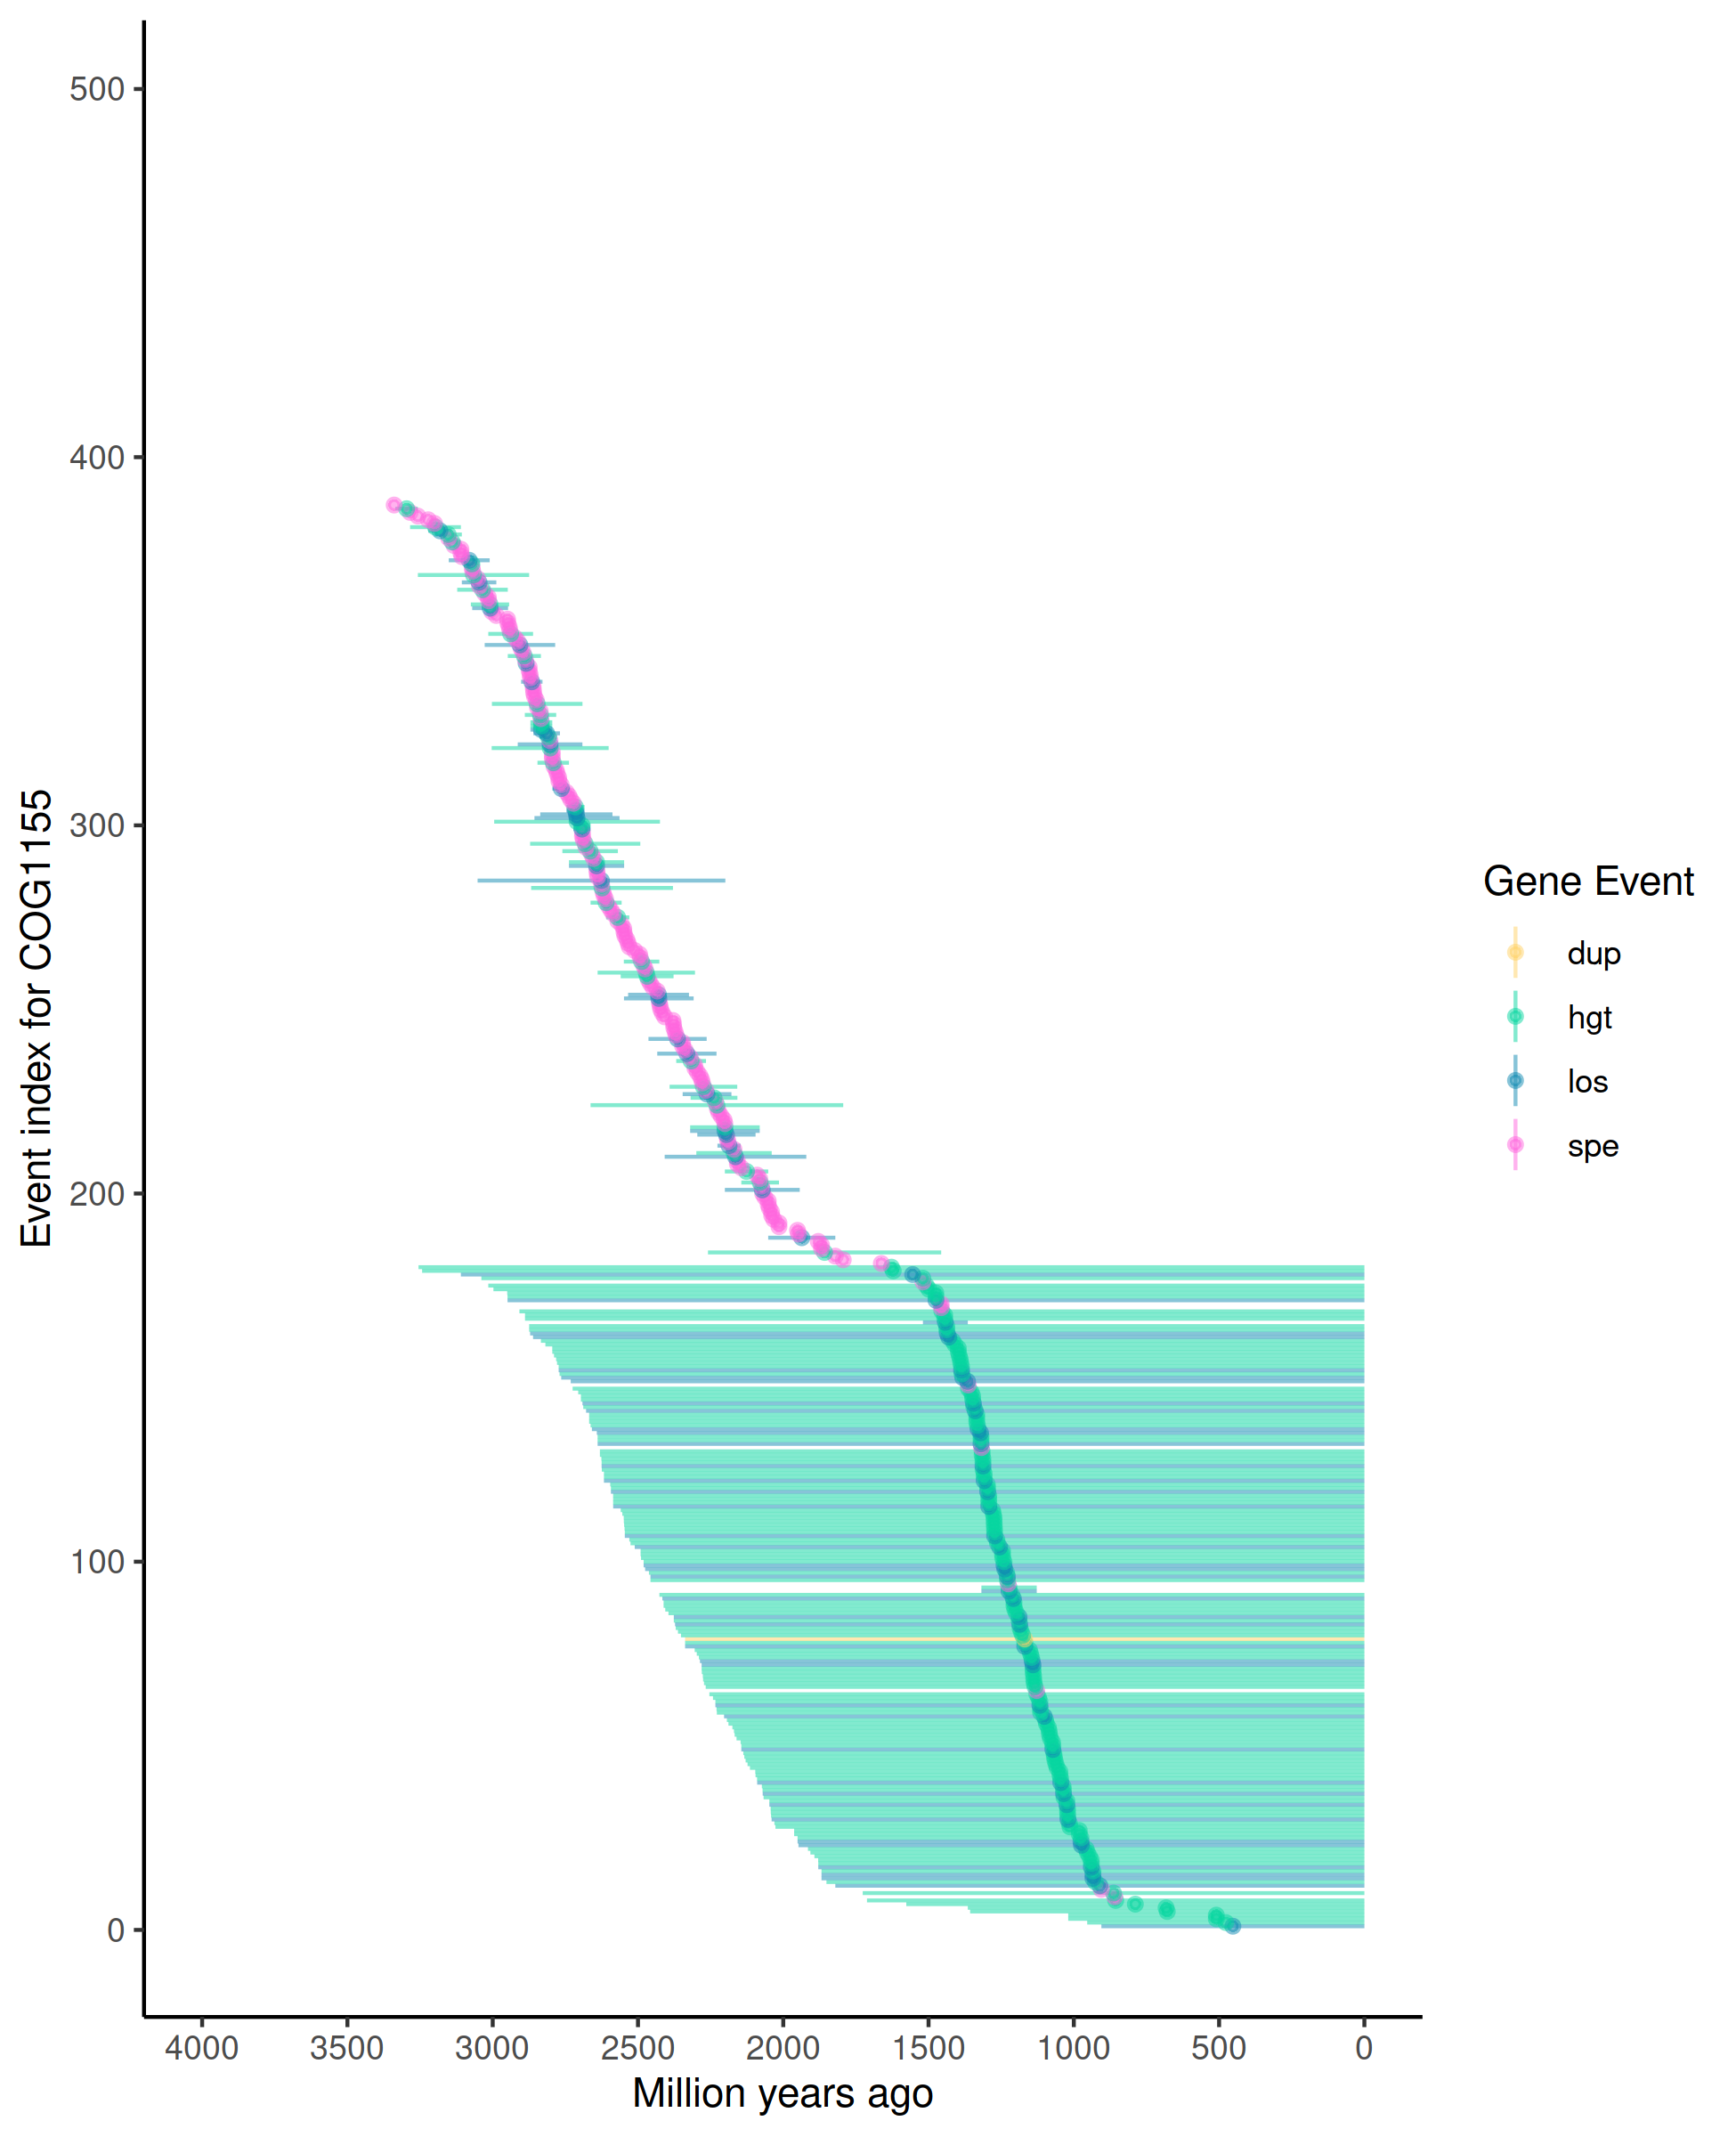 500
400
300
200
100
0
Event index for COG1155
4000 3500 3000 2500 2000 1500 1000 500 0
Million years ago
Gene Event
dup
hgt
los
spe